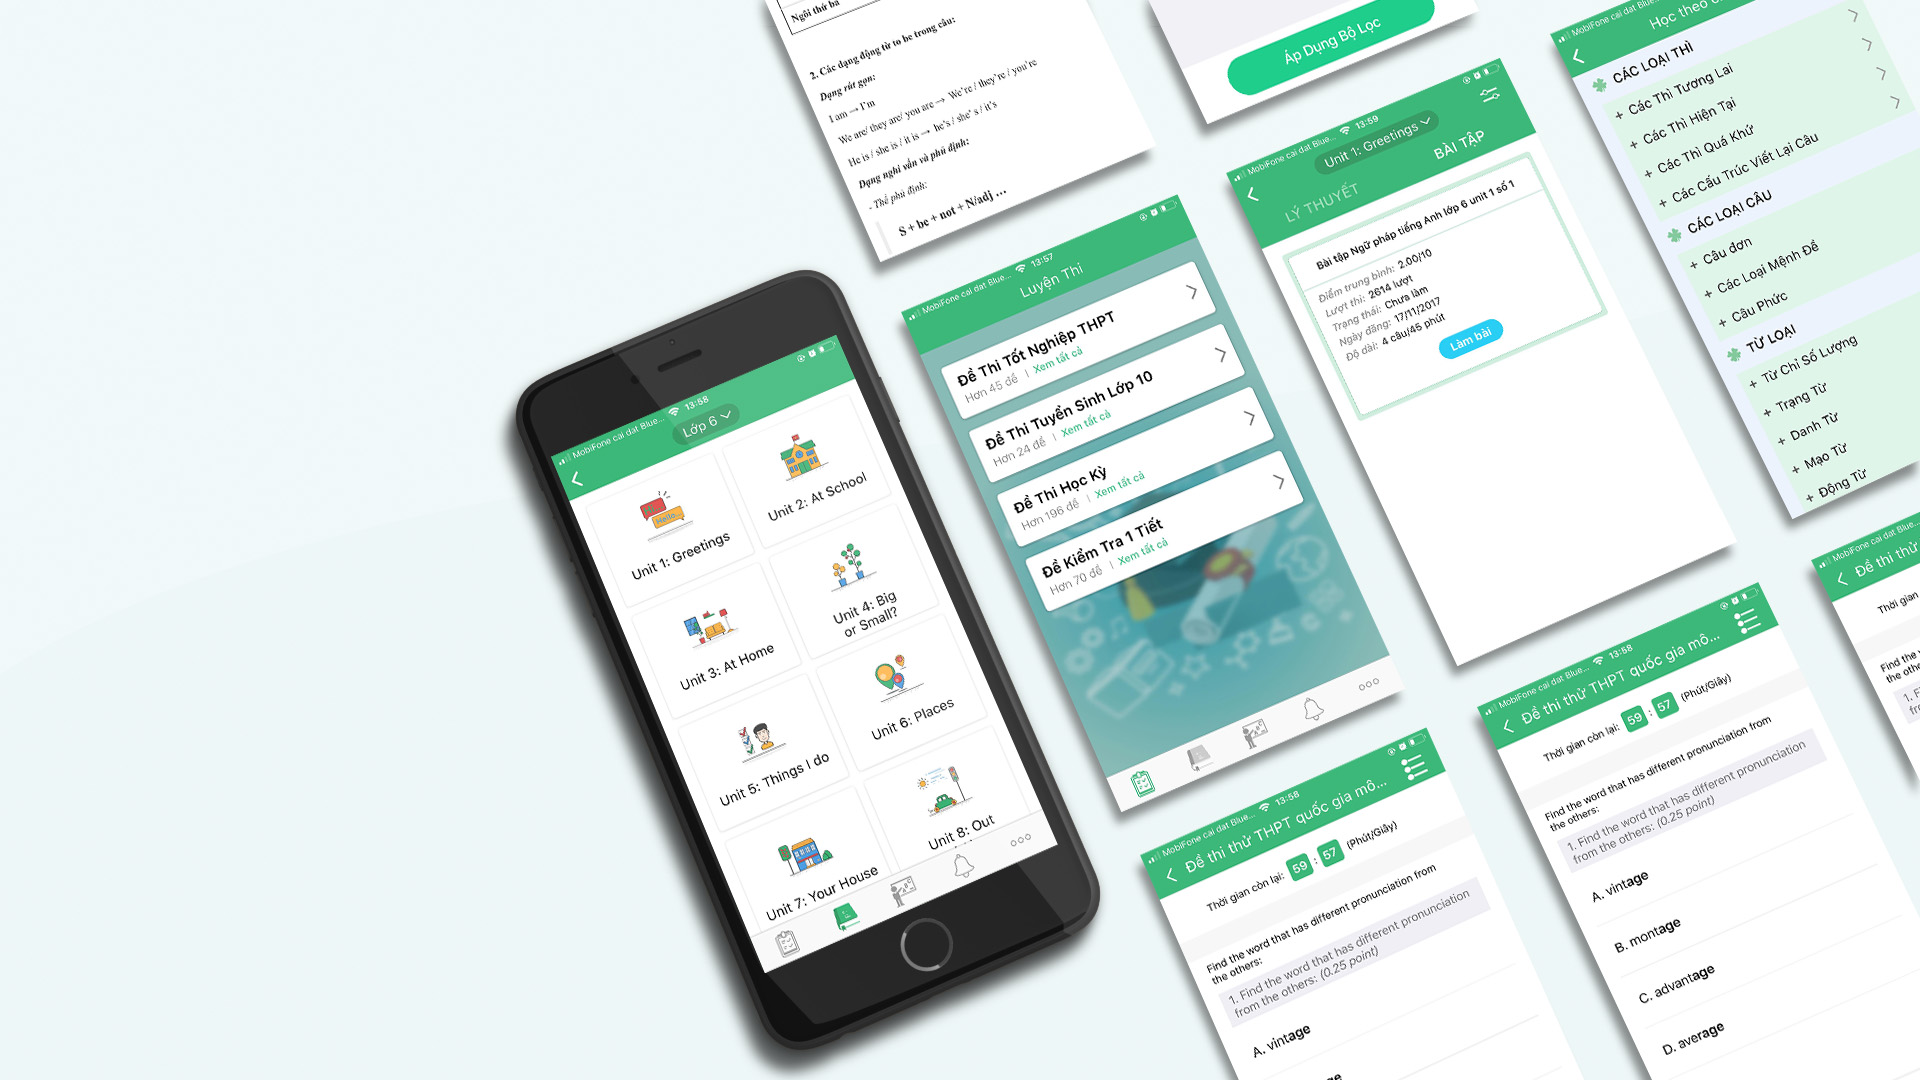 Ngôi thứ ba
2. Các dạng động từ to be trong câu:
Dạng rút gọn:
I am → I'm
We are/ they are/ you are → We're / they're / you're
He is / she is / it is → he's / she's / it's
Dạng nghi vấn và phủ định:
- Thể phủ định:
S + be + not + N/adj ...
Áp Dụng Bộ Lọc
MobiFone cai dat Blue...
Học theo
CÁC LOẠI THÌ
+ Các Thì Tương Lai
+ Các Thì Hiện Tại
+ Các Thì Quá Khứ
+ Các Cấu Trúc Viết Lại Câu
CÁC LOẠI CÂU
+ Câu đơn
+ Các Loại Mệnh Đề
+ Câu Phức
TỪ LOẠI
+ Từ Chỉ Số Lượng
+ Trạng Từ
+ Danh Từ
+ Mạo Từ
+ Động Từ
MobiFone cai dat Blue... 13:59
Unit 1: Greetings
LÝ THUYẾT BÀI TẬP
Bài tập Ngữ pháp tiếng Anh lớp 6 unit 1 số 1
Điểm trung bình: 2.00/10
Lượt thi: 2614 lượt
Trạng thái: Chưa làm
Ngày đăng: 17/11/2017
Độ dài: 4 câu/45 phút
Làm bài
MobiFone cai dat Blue... 13:57
Luyện Thi
Đề Thi Tốt Nghiệp THPT
Hơn 45 đề | Xem tất cả
Đề Thi Tuyển Sinh Lớp 10
Hơn 24 đề | Xem tất cả
Đề Thi Học Kỳ
Hơn 196 đề | Xem tất cả
Đề Kiểm Tra 1 Tiết
Hơn 70 đề | Xem tất cả
MobiFone cai dat Blue... 13:58
Lớp 6
Hello...
Unit 1: Greetings
Unit 2: At School
Unit 3: At Home
Unit 4: Big
or Small?
Unit 5: Things I do
Unit 6: Places
Unit 7: Your House
Unit 8: Out
MobiFone cai dat Blue... 13:58
Đề thi thử THPT quốc gia mô...
Thời gian còn lại: 59 : 57 (Phút/Giây)
Find the word that has different pronunciation from
the others:
1. Find the word that has different pronunciation
from the others: (0.25 point)
A. vintage
MobiFone cai dat Blue... 13:58
Đề thi thử THPT quốc gia mô...
Thời gian còn lại: 59 : 57 (Phút/Giây)
Find the word that has different pronunciation from
the others:
1. Find the word that has different pronunciation
from the others: (0.25 point)
A. vintage
B. montage
C. advantage
D. average
MobiFone cai dat Blue...
Đề thi thử
Thời gian
Find the
the others
1. F